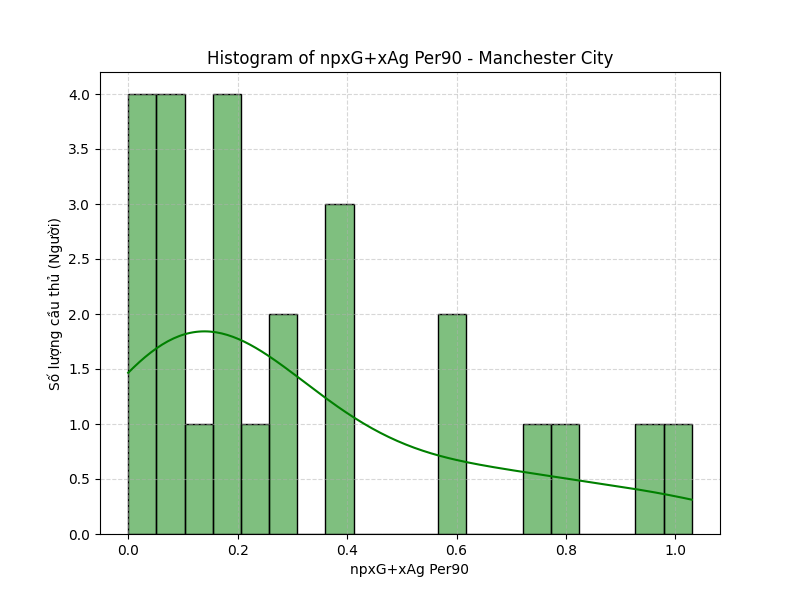 Histogram of npxG+xAg Per90 - Manchester City
4.0
3.5
3.0
2.5
2.0
1.5
1.0
0.5
0.0
Số lượng cầu thủ (Người)
0.0 0.2 0.4 0.6 0.8 1.0
npxG+xAg Per90